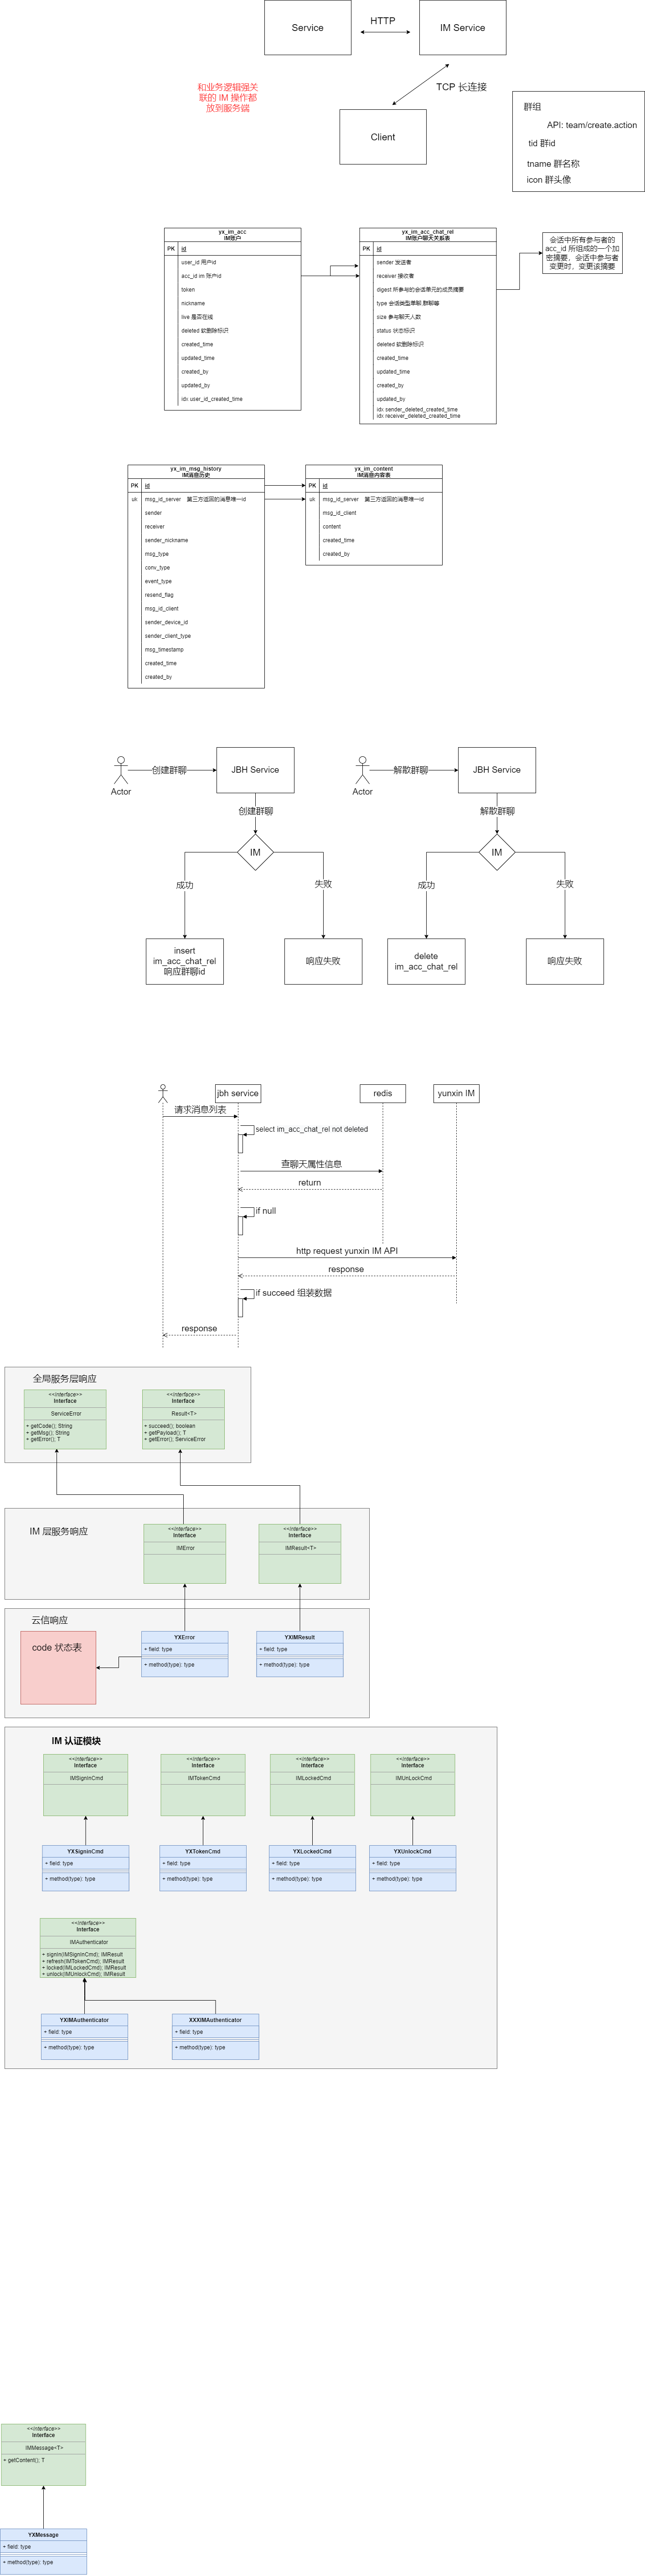 Service
HTTP
IM Service
和业务逻辑强关
联的 IM 操作都
放到服务端
TCP 长连接
Client
群组
API: team/create.action
tid 群id
tname 群名称
icon 群头像
yx_im_acc
IM账户
PK
id
user_id 用户id
acc_id im 账户id
token
nickname
live 是否在线
deleted 软删除标识
created_time
updated_time
created_by
updated_by
idx user_id_created_time
yx_im_acc_chat_rel
IM账户聊天关系表
PK
id
sender 发送者
receiver 接收者
digest 所参与的会话单元的成员摘要
type 会话类型单聊,群聊等
size 参与聊天人数
status 状态标识
deleted 软删除标识
created_time
updated_time
created_by
updated_by
idx sender_deleted_created_time
idx receiver_deleted_created_time
会话中所有参与者的
acc_id 所组成的一个加
密摘要，会话中参与者
变更时，变更该摘要
yx_im_msg_history
IM消息历史
PK
id
uk
msg_id_server 第三方返回的消息唯一id
sender
receiver
sender_nickname
msg_type
conv_type
event_type
resend_flag
msg_id_client
sender_device_id
sender_client_type
msg_timestamp
created_time
created_by
yx_im_content
IM消息内容表
PK
id
uk
msg_id_server 第三方返回的消息唯一id
msg_id_client
content
created_time
created_by
Actor
创建群聊
JBH Service
创建群聊
IM
成功
失败
insert
im_acc_chat_rel
响应群聊id
响应失败
Actor
解散群聊
JBH Service
解散群聊
IM
成功
失败
delete
im_acc_chat_rel
响应失败
jbh service
redis
yunxin IM
请求消息列表
select im_acc_chat_rel not deleted
查聊天属性信息
return
if null
http request yunxin IM API
response
if succeed 组装数据
response
全局服务层响应
<<Interface>>
Interface
ServiceError
+ getCode(); String
+ getMsg(); String
+ getError(); T
<<Interface>>
Interface
Result<T>
+ succeed(); boolean
+ getPayload(); T
+ getError(); ServiceError
IM 层服务响应
<<Interface>>
Interface
IMError
<<Interface>>
Interface
IMResult<T>
云信响应
code 状态表
YXError
+ field: type
+ method(type): type
YXIMResult
+ field: type
+ method(type): type
IM 认证模块
<<Interface>>
Interface
IMSignInCmd
<<Interface>>
Interface
IMTokenCmd
<<Interface>>
Interface
IMLockedCmd
<<Interface>>
Interface
IMUnLockCmd
YXSignInCmd
+ field: type
+ method(type): type
YXTokenCmd
+ field: type
+ method(type): type
YXLockedCmd
+ field: type
+ method(type): type
YXUnlockCmd
+ field: type
+ method(type): type
<<Interface>>
Interface
IMAuthenticator
+ signIn(IMSignInCmd); IMResult
+ refresh(IMTokenCmd); IMResult
+ locked(IMLockedCmd); IMResult
+ unlock(IMUnlockCmd); IMResult
YXIMAuthenticator
+ field: type
+ method(type): type
XXXIMAuthenticator
+ field: type
+ method(type): type
<<Interface>>
Interface
IMMessage<T>
+ getContent(); T
YXMessage
+ field: type
+ method(type): type